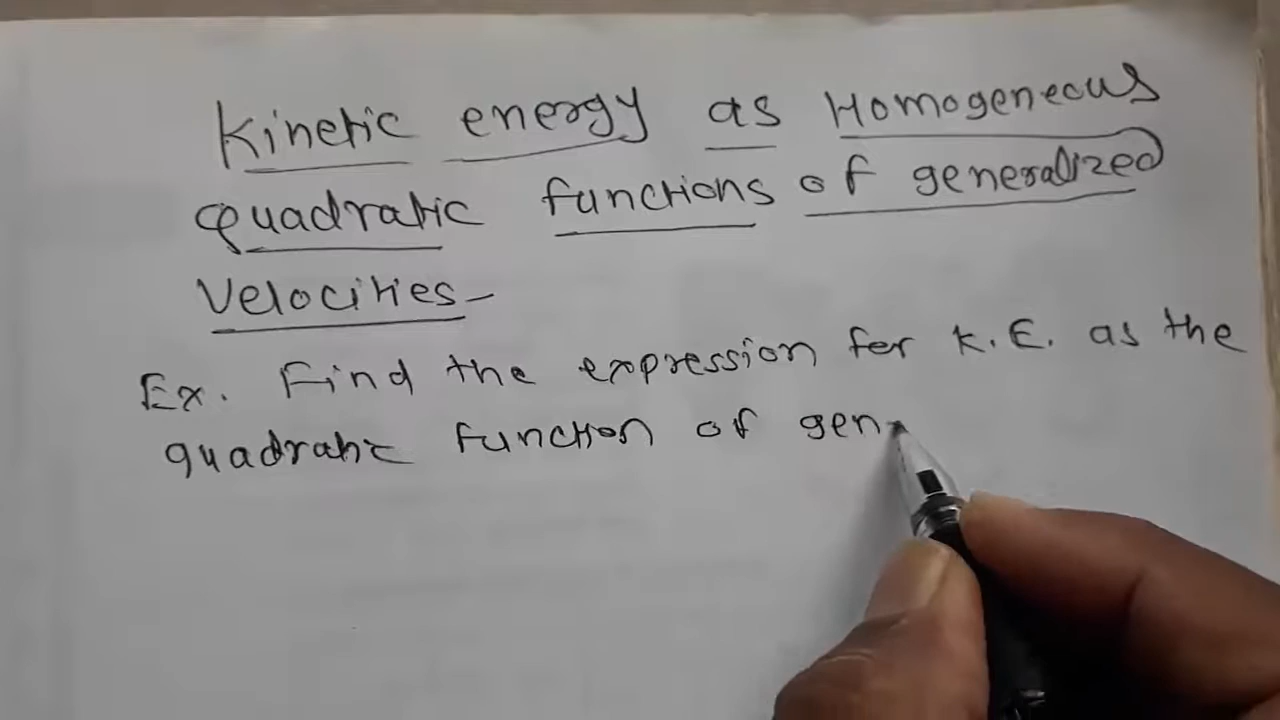 Kinetic energy as Homogeneous
quadratic functions of generalized
Velocities-
Ex. Find the expression for K.E. as the
quadratic function of gen